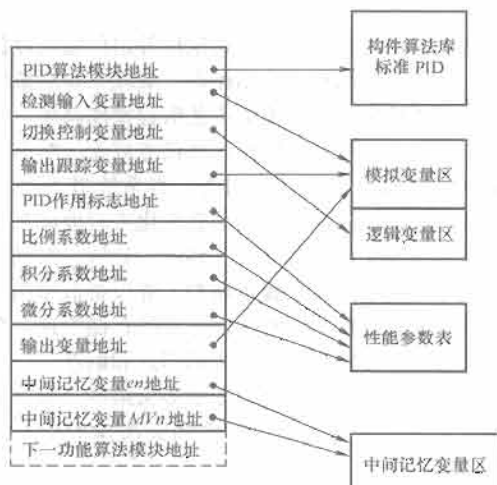 PID算法模块地址
检测输入变量地址
切换控制变量地址
输出跟踪变量地址
PID作用标志地址
比例系数地址
积分系数地址
微分系数地址
输出变量地址
中间记忆变量en地址
中间记忆变量MVn地址
下一功能算法模块地址
构件算法库
标准 PID
模拟变量区
逻辑变量区
性能参数表
中间记忆变量区